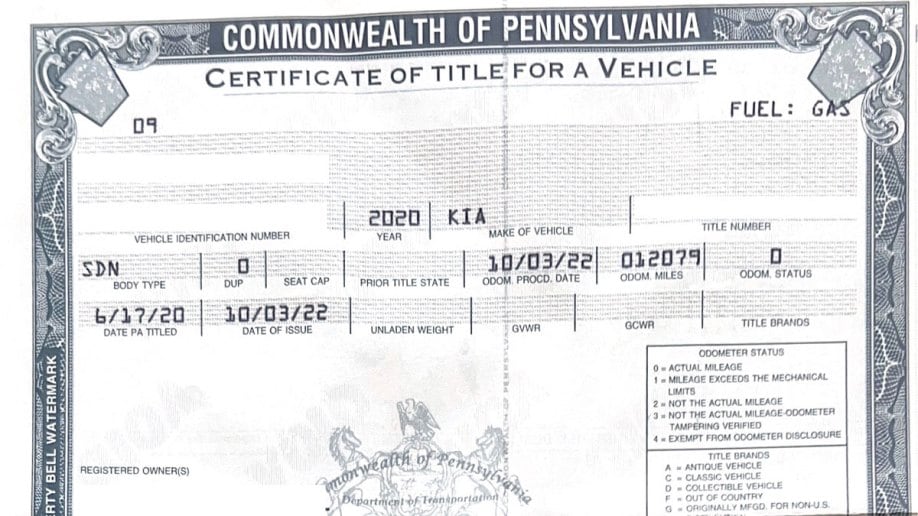 COMMONWEALTH OF PENNSYLVANIA
CERTIFICATE OF TITLE FOR A VEHICLE
FUEL: GAS
09
2020 KIA
VEHICLE IDENTIFICATION NUMBER YEAR MAKE OF VEHICLE TITLE NUMBER
SDN 0 10/03/22 012079 0
BODY TYPE DUP SEAT CAP PRIOR TITLE STATE ODOM. PROCD. DATE ODOM. MILES ODOM. STATUS
6/17/20 10/03/22
DATE PA TITLED DATE OF ISSUE UNLADEN WEIGHT GVWR GCWR TITLE BRANDS
ODOMETER STATUS
0 = ACTUAL MILEAGE
1 = MILEAGE EXCEEDS THE MECHANICAL
LIMITS
2 = NOT THE ACTUAL MILEAGE
3 = NOT THE ACTUAL MILEAGE-ODOMETER
TAMPERING VERIFIED
4 = EXEMPT FROM ODOMETER DISCLOSURE
TITLE BRANDS
A = ANTIQUE VEHICLE
C = CLASSIC VEHICLE
D = COLLECTIBLE VEHICLE
F = OUT OF COUNTRY
G = ORIGINALLY MFGD. FOR NON-U.S.
REGISTERED OWNER(S)
monwealth of Pennsylvania
Department of Transportation
RTY BELL WATERMARK